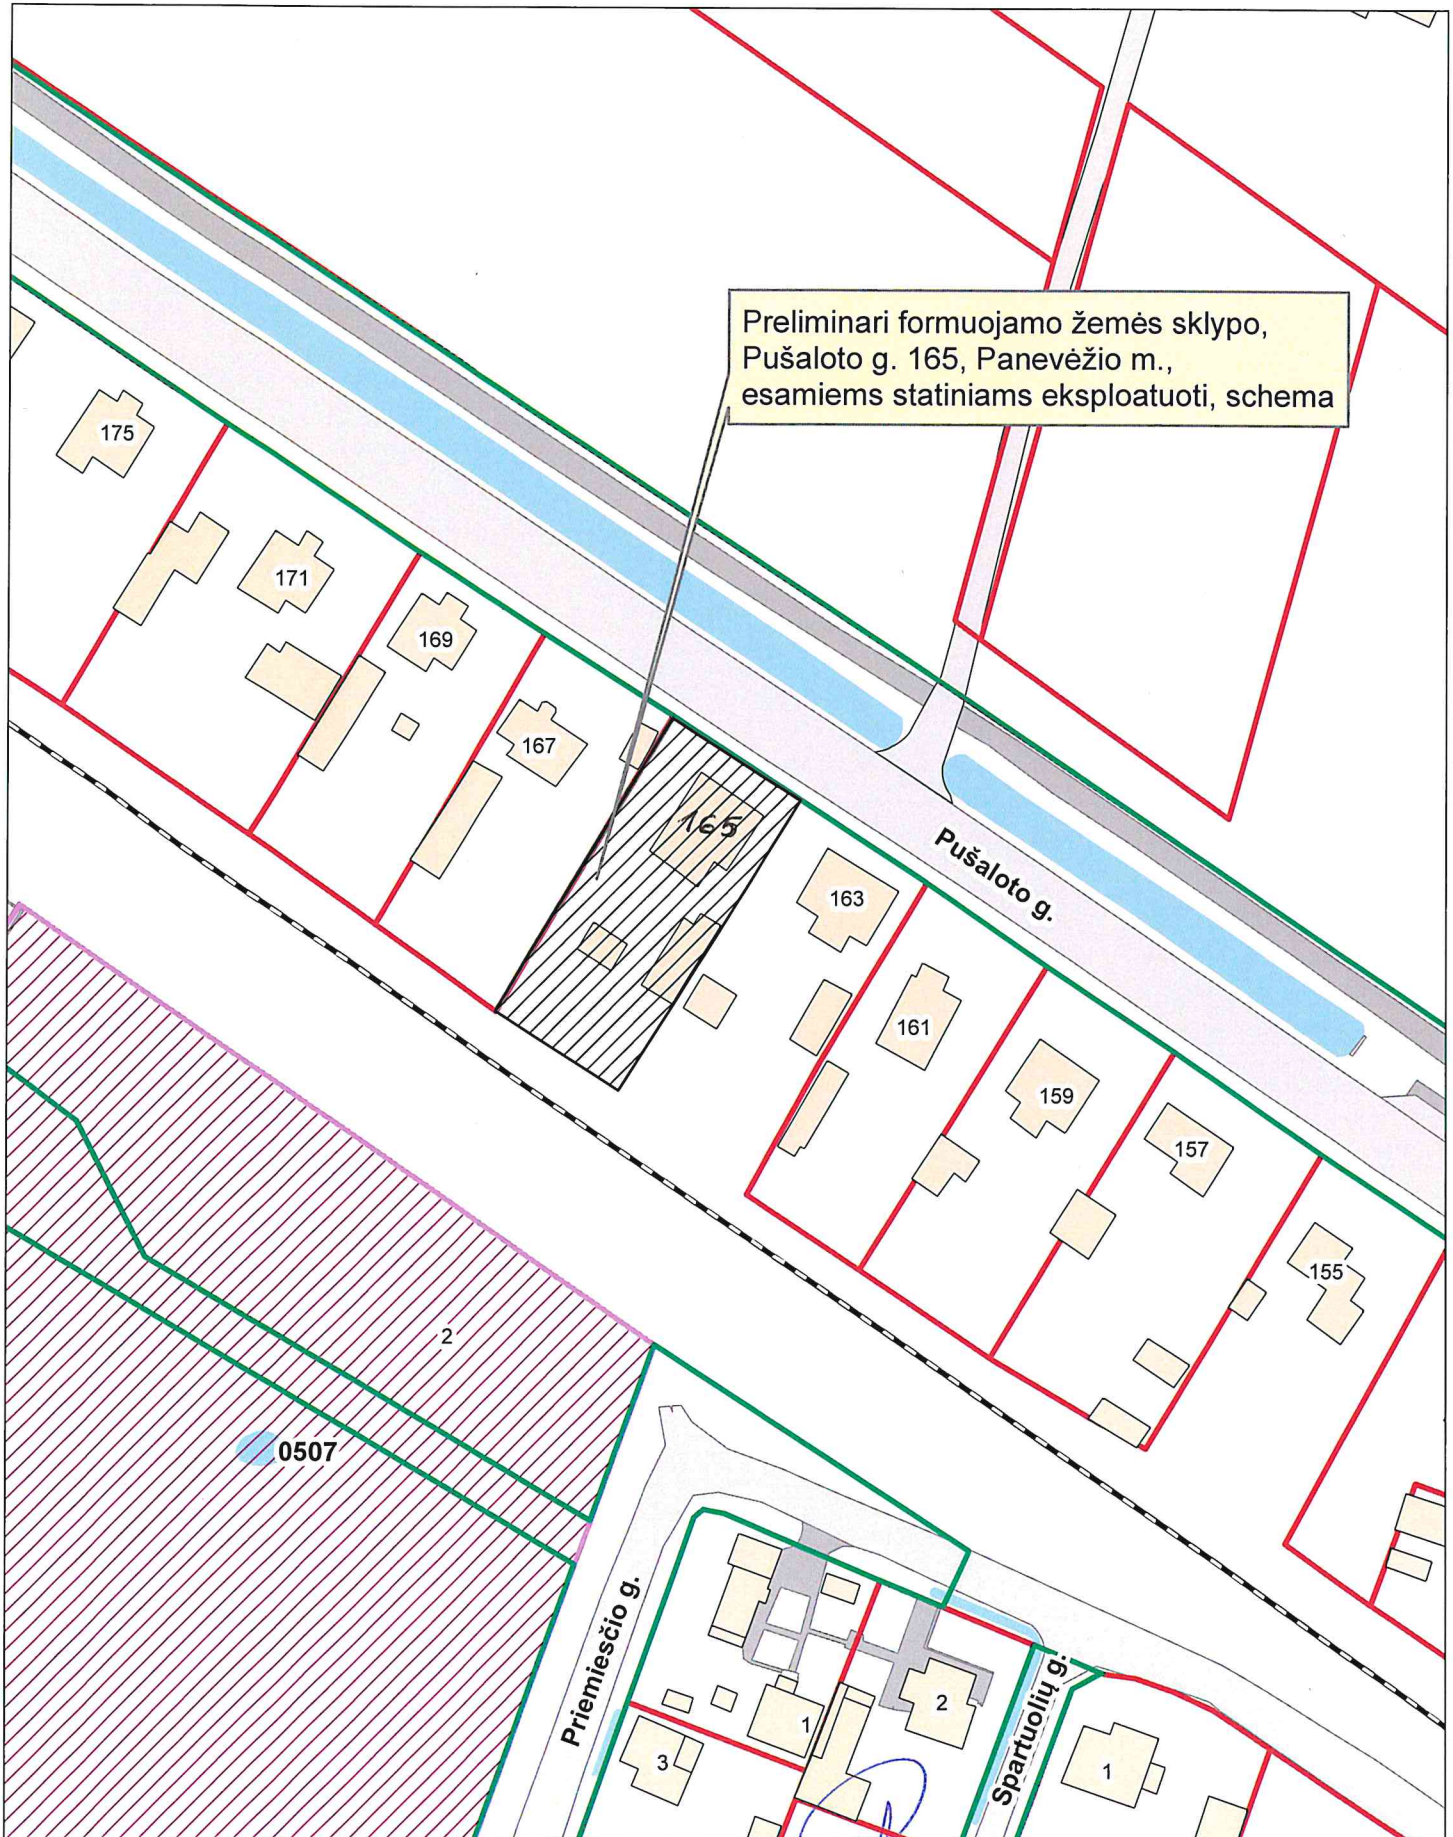 Preliminari formuojamo žemės sklypo,
Pušaloto g. 165, Panevėžio m.,
esamiems statiniams eksploatuoti, schema
175
171
169
167
165
163
Pušaloto g.
161
159
157
155
2
0507
Priemiesčio g.
Spartuolių g.
2
1
3
1